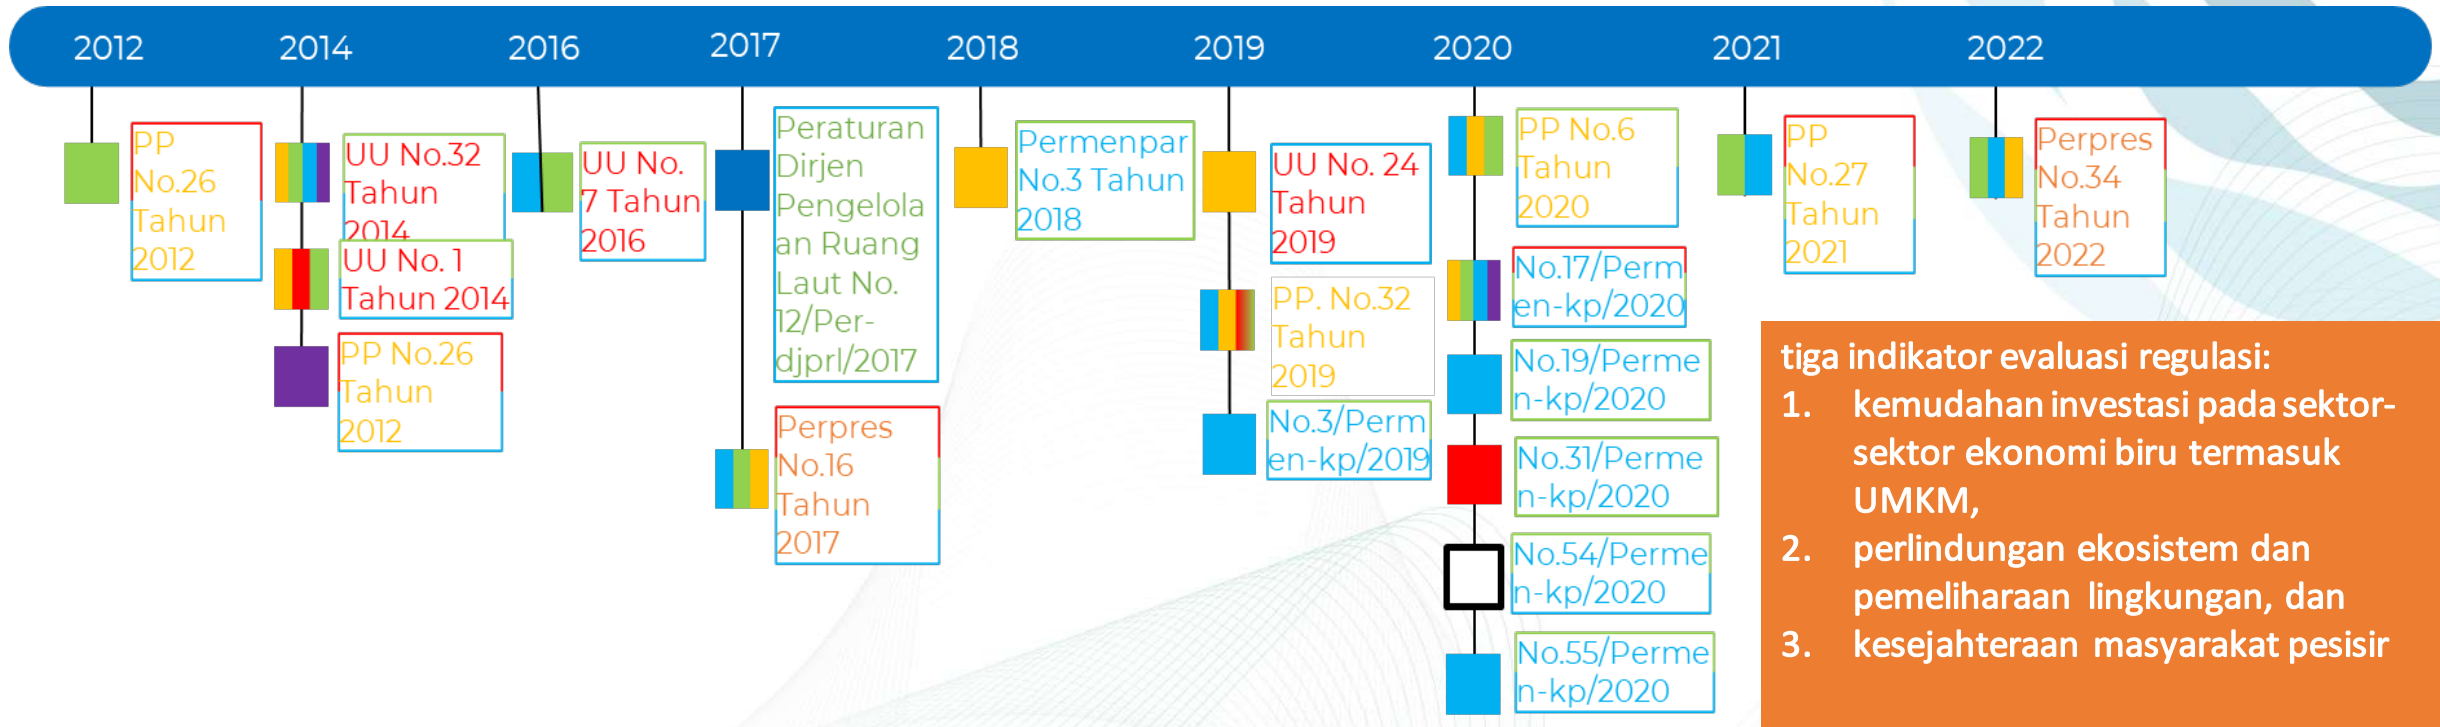 2012
2014
2016
2017
2018
2019
2020
2021
2022
PP
No.26
Tahun
2012
UU No.32
Tahun
2014
UU No. 1
Tahun 2014
PP No.26
Tahun
2012
UU No.
7 Tahun
2016
Peraturan
Dirjen
Pengelola
an Ruang
Laut No.
12/Per-
djprl/2017
Perpres
No.16
Tahun
2017
Permenpar
No.3 Tahun
2018
UU No. 24
Tahun
2019
PP. No.32
Tahun
2019
No.3/Perm
en-kp/2019
PP No.6
Tahun
2020
No.17/Perm
en-kp/2020
No.19/Perme
n-kp/2020
No.31/Perme
n-kp/2020
No.54/Perme
n-kp/2020
No.55/Perme
n-kp/2020
PP
No.27
Tahun
2021
Perpres
No.34
Tahun
2022
tiga indikator evaluasi regulasi:
1. kemudahan investasi pada sektor-
sektor ekonomi biru termasuk
UMKM,
2. perlindungan ekosistem dan
pemeliharaan lingkungan, dan
3. kesejahteraan masyarakat pesisir